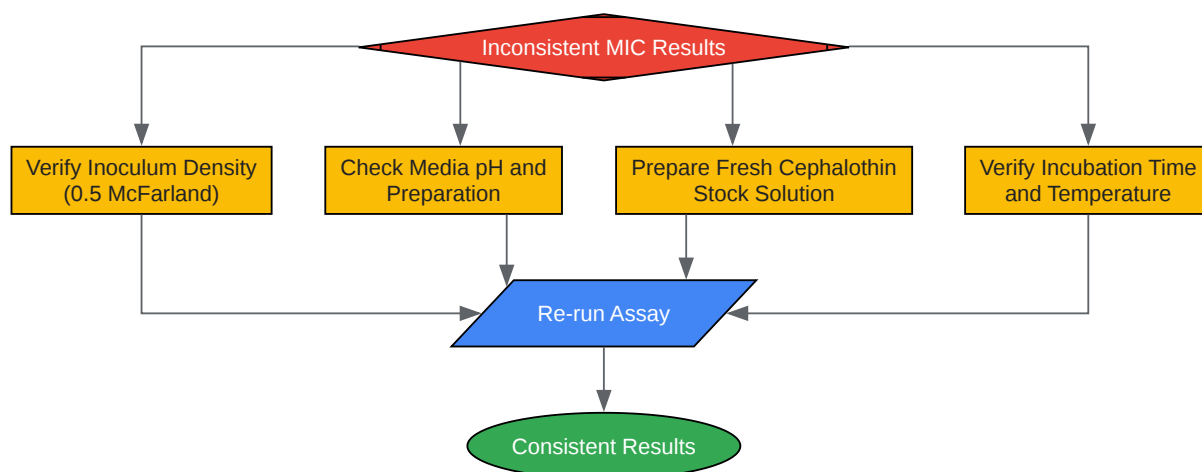 Inconsistent MIC Results
Verify Inoculum Density
(0.5 McFarland)
Check Media pH and
Preparation
Prepare Fresh Cephalothin
Stock Solution
Verify Incubation Time
and Temperature
Re-run Assay
Consistent Results